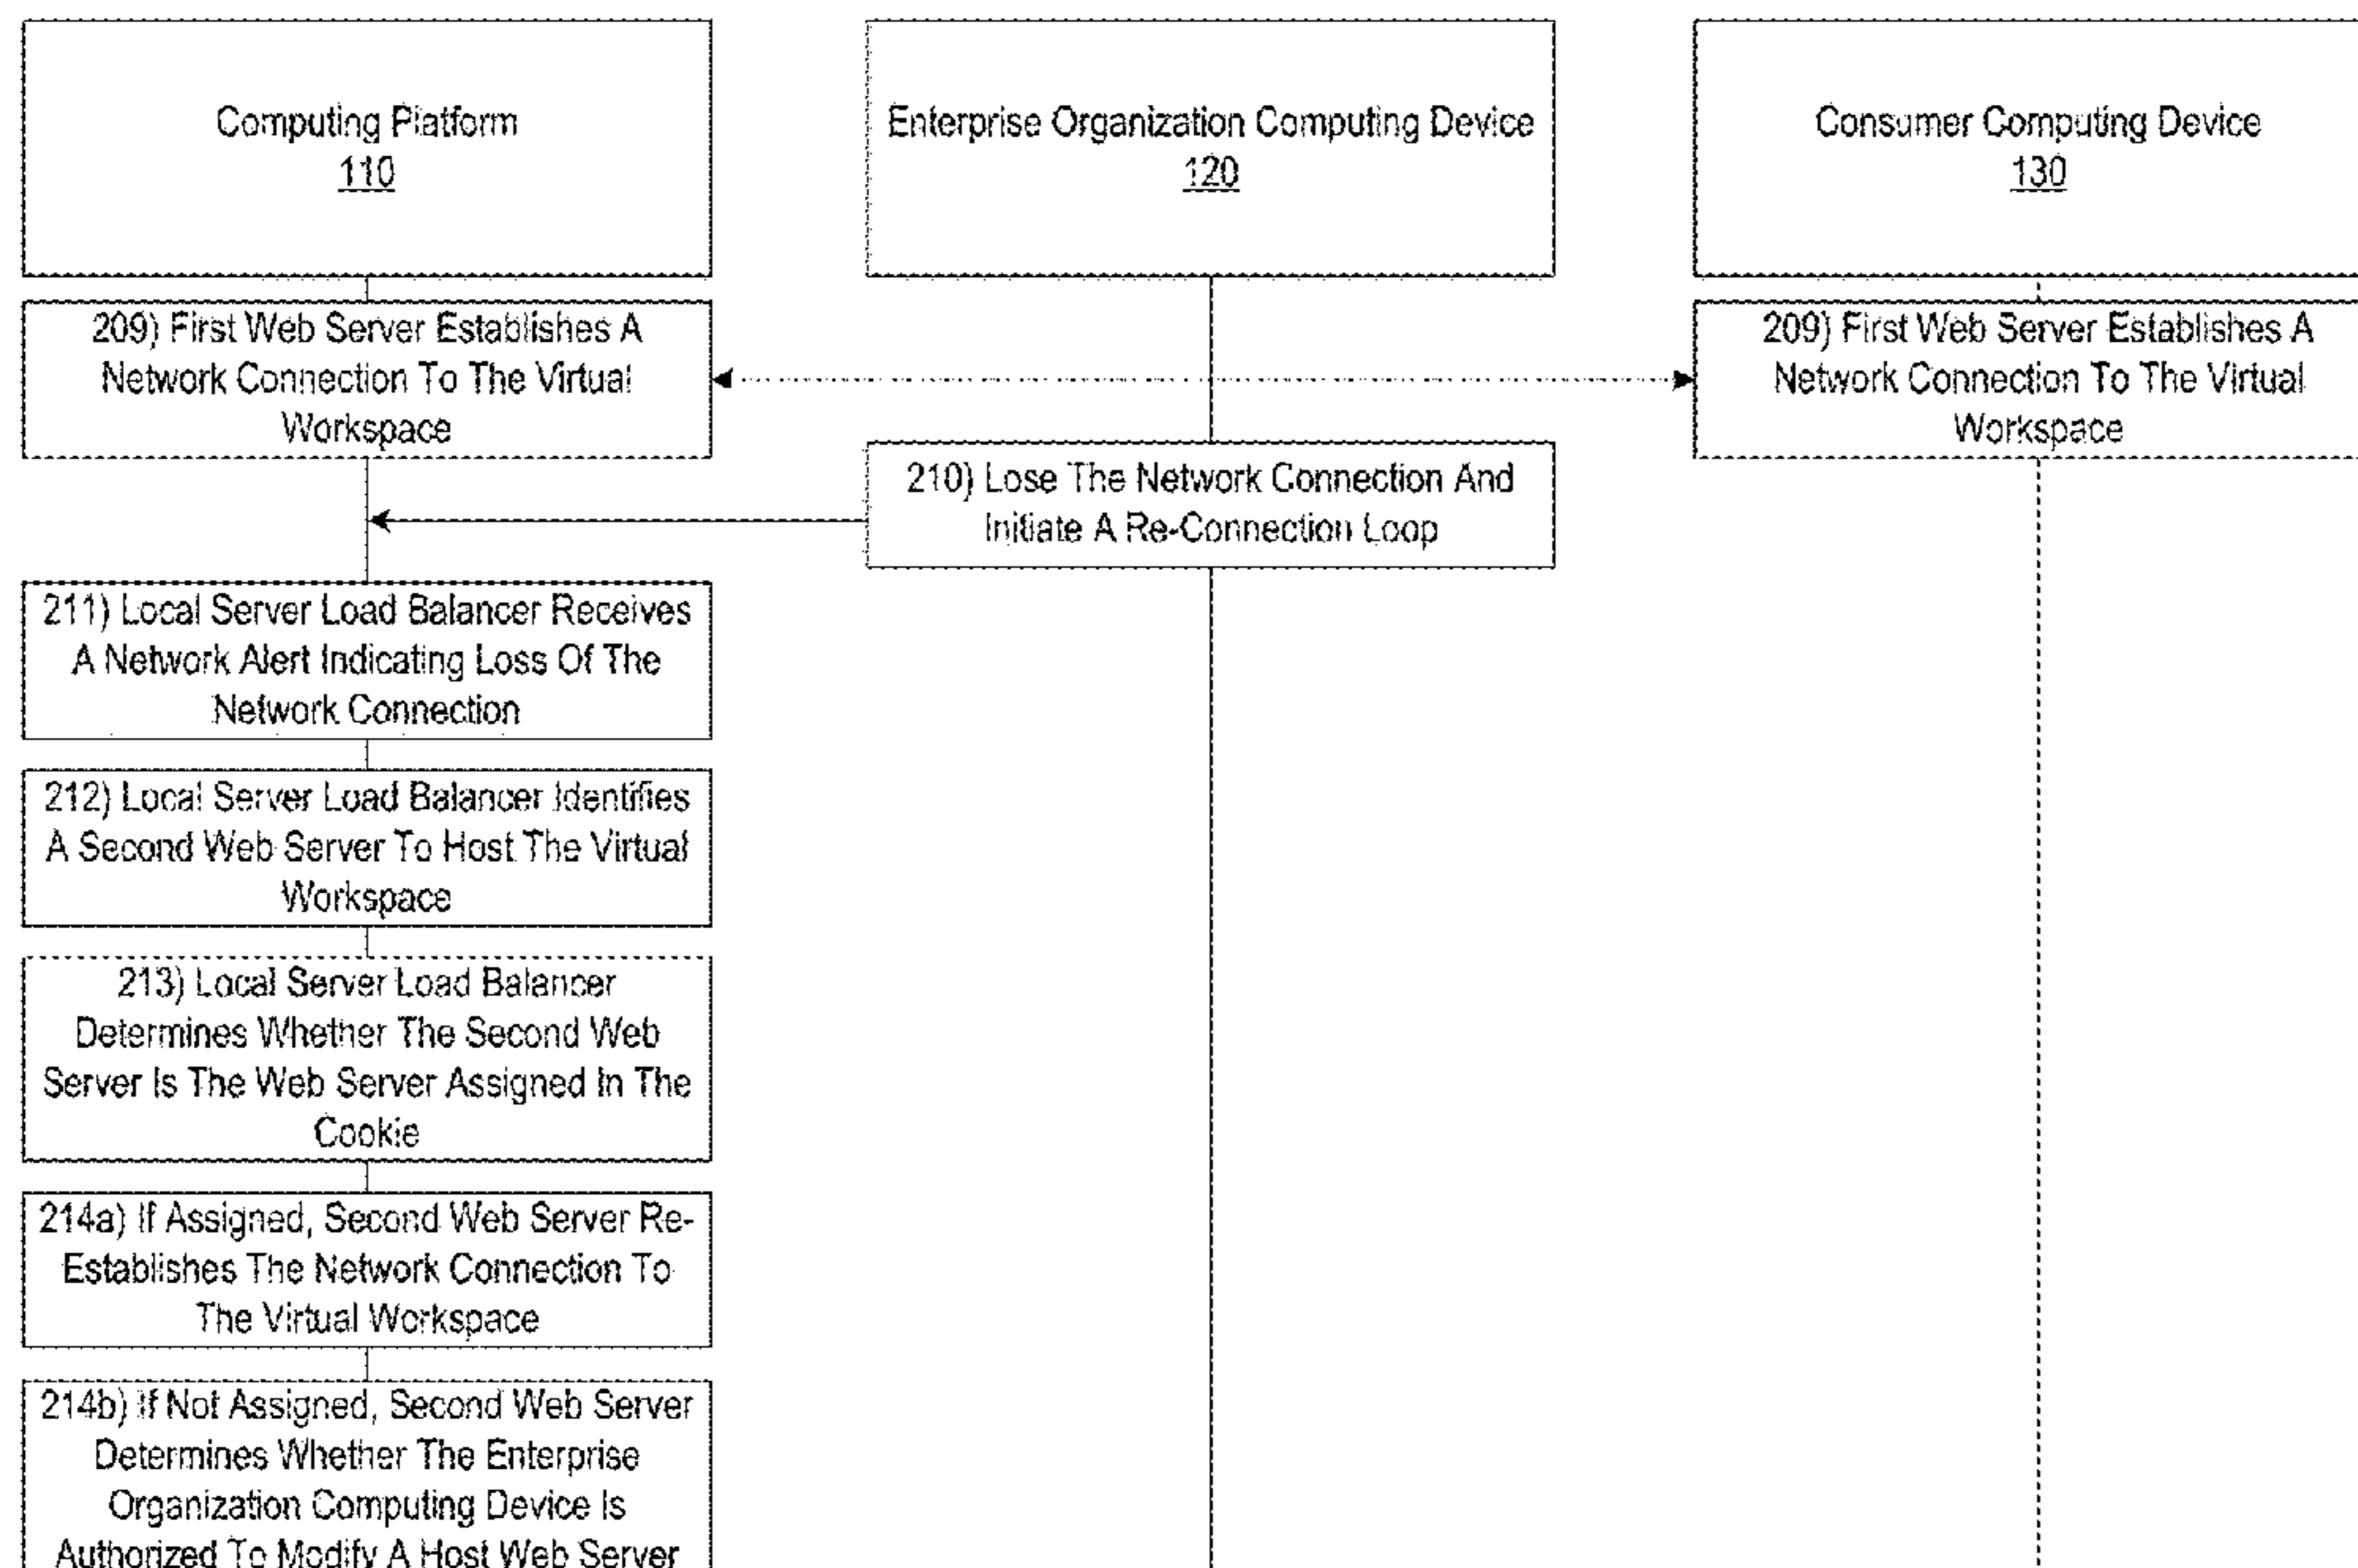 Computing Platform
110
Enterprise Organization Computing Device
120
Consumer Computing Device
130
209) First Web Server Establishes A
Network Connection To The Virtual
Workspace
209) First Web Server Establishes A
Network Connection To The Virtual
Workspace
210) Lose The Network Connection And
Initiate A Re-Connection Loop
211) Local Server Load Balancer Receives
A Network Alert Indicating Loss Of The
Network Connection
212) Local Server Load Balancer Identifies
A Second Web Server To Host The Virtual
Workspace
213) Local Server Load Balancer
Determines Whether The Second Web
Server Is The Web Server Assigned In The
Cookie
214a) If Assigned, Second Web Server Re-
Establishes The Network Connection To
The Virtual Workspace
214b) If Not Assigned, Second Web Server
Determines Whether The Enterprise
Organization Computing Device Is
Authorized To Modify A Host Web Server